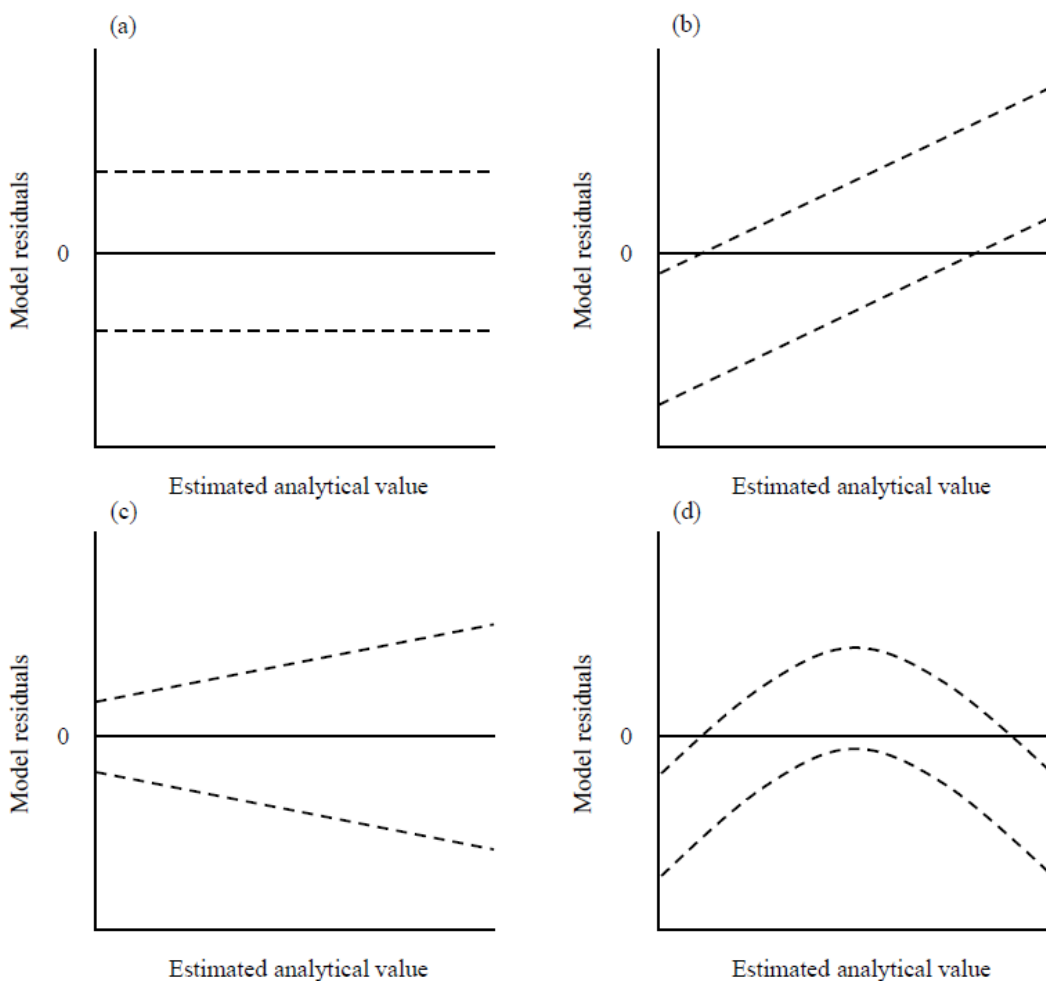 (a)
Model residuals
0
Estimated analytical value
(b)
Model residuals
0
Estimated analytical value
(c)
Model residuals
0
Estimated analytical value
(d)
Model residuals
0
Estimated analytical value